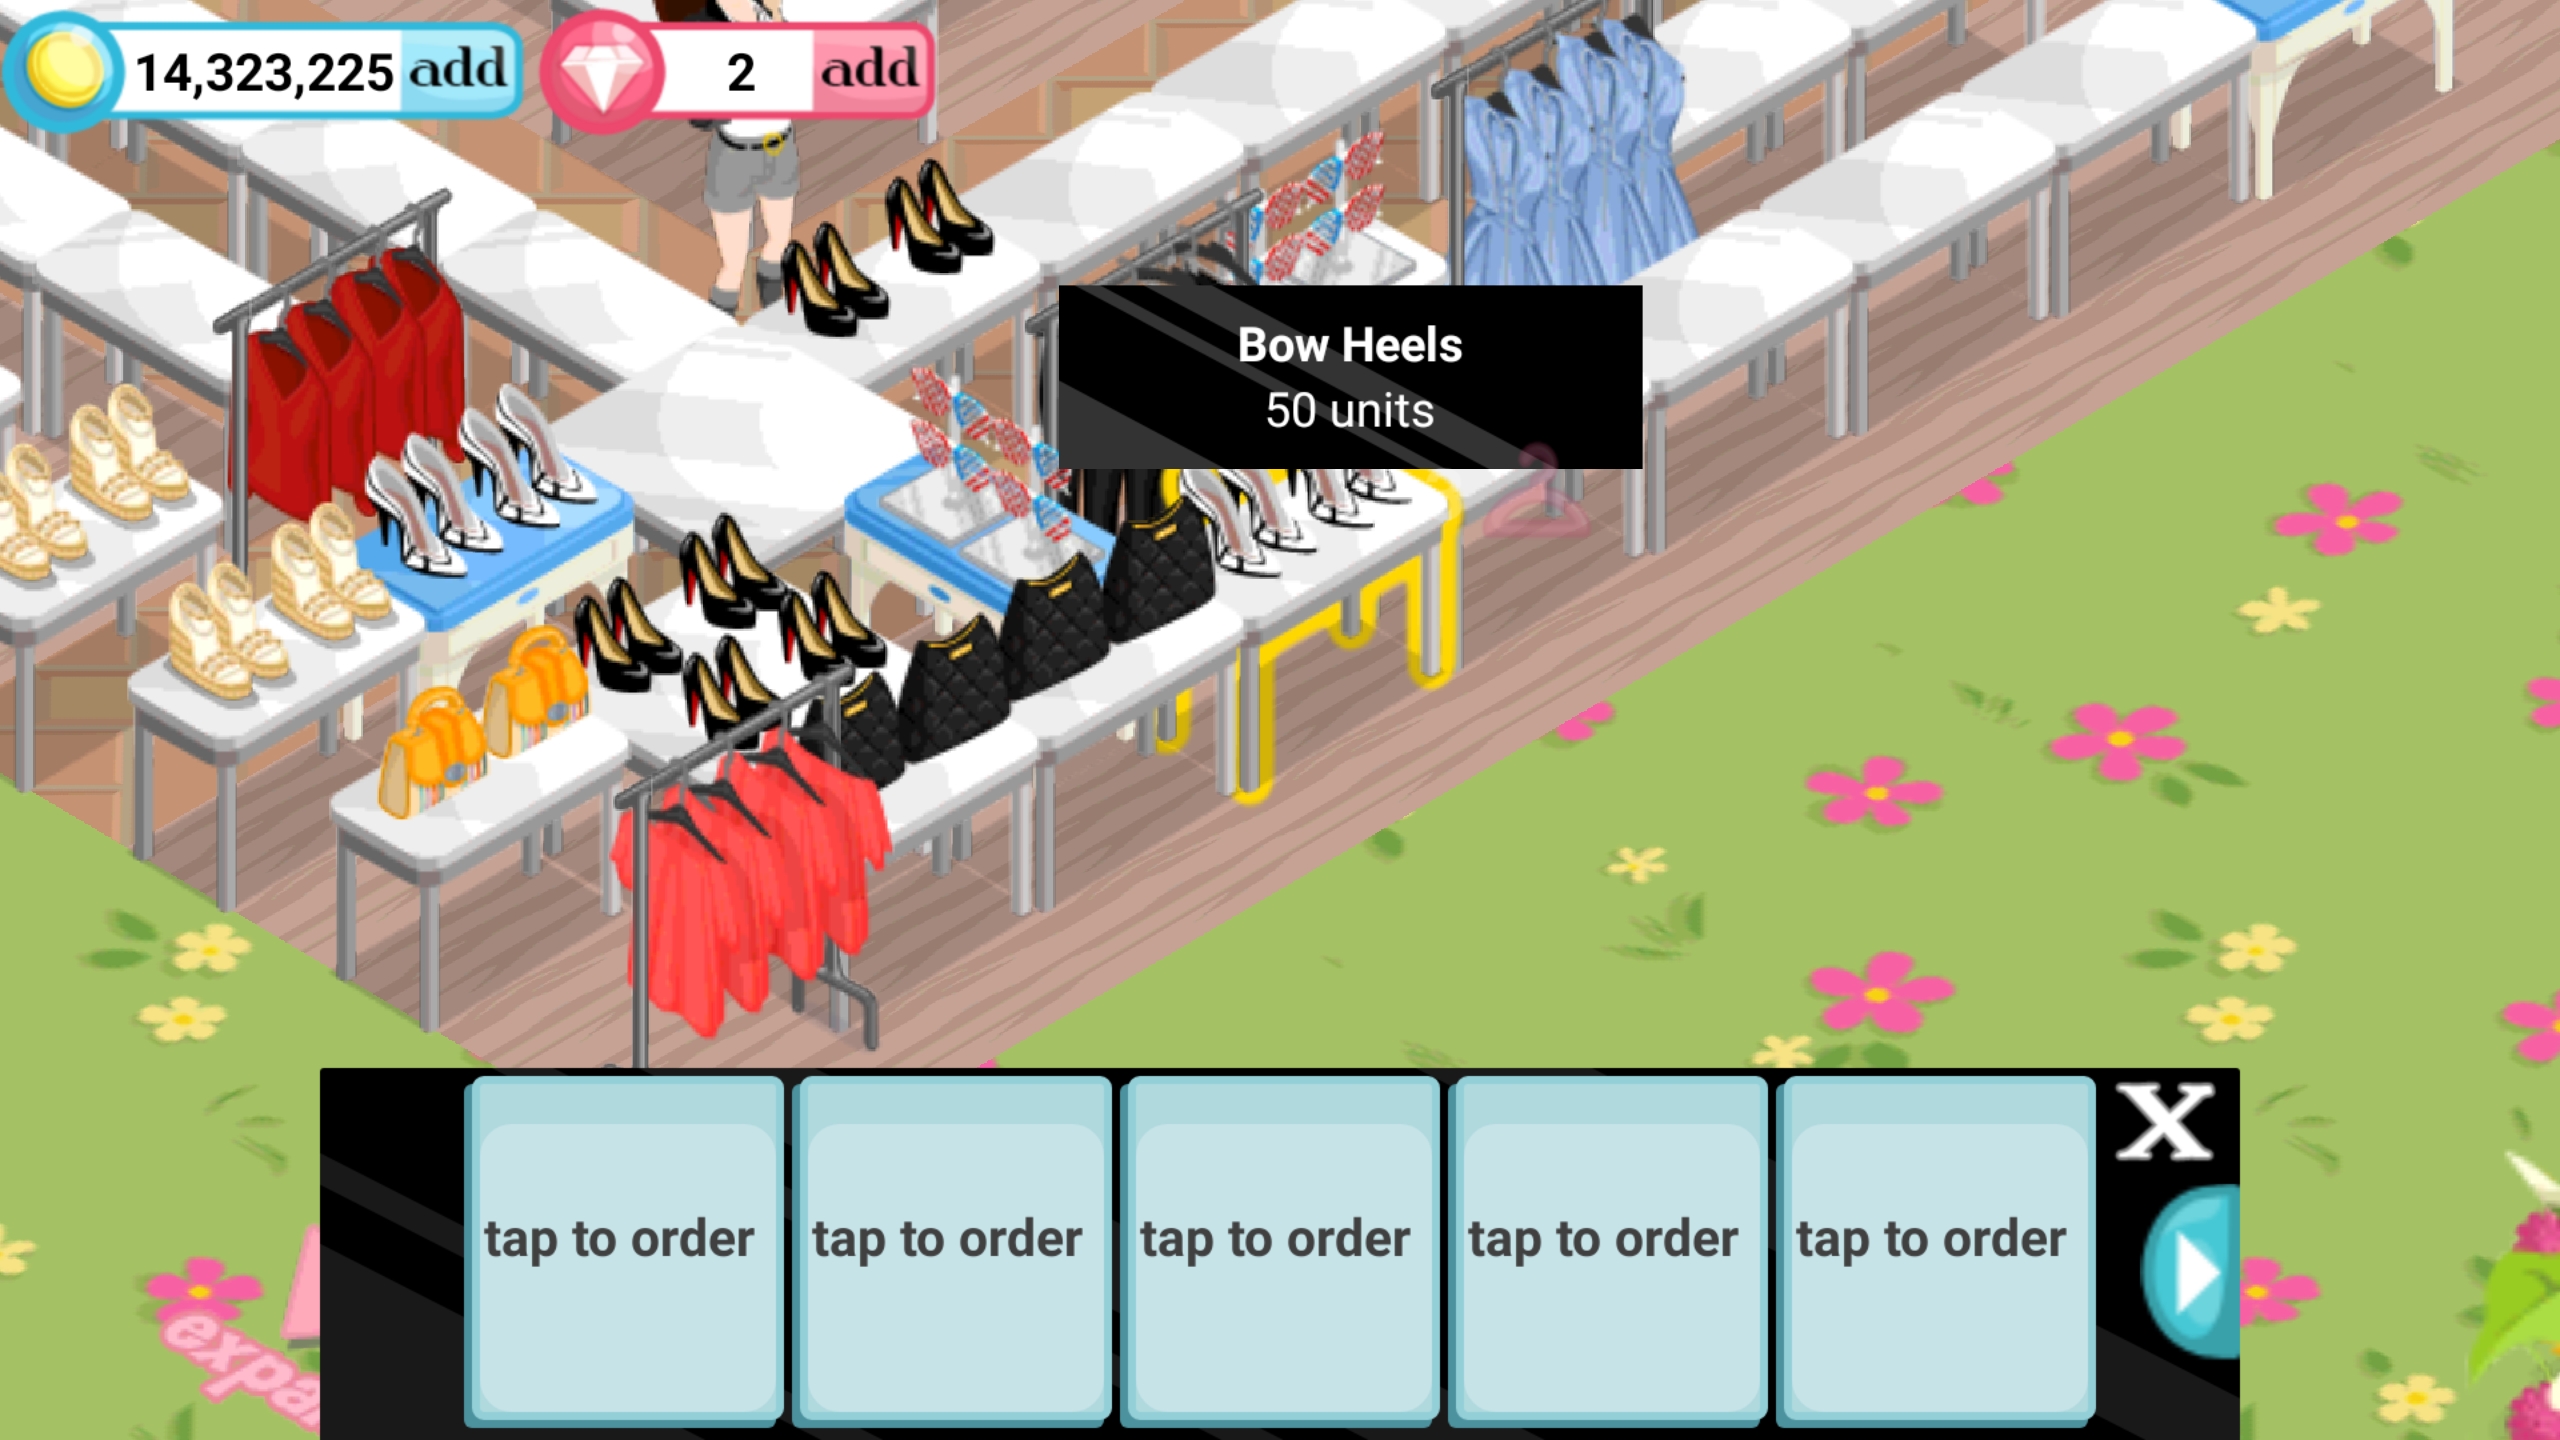 14,323,225 add
2 add
Bow Heels
50 units
tap to order
tap to order
tap to order
tap to order
tap to order
X